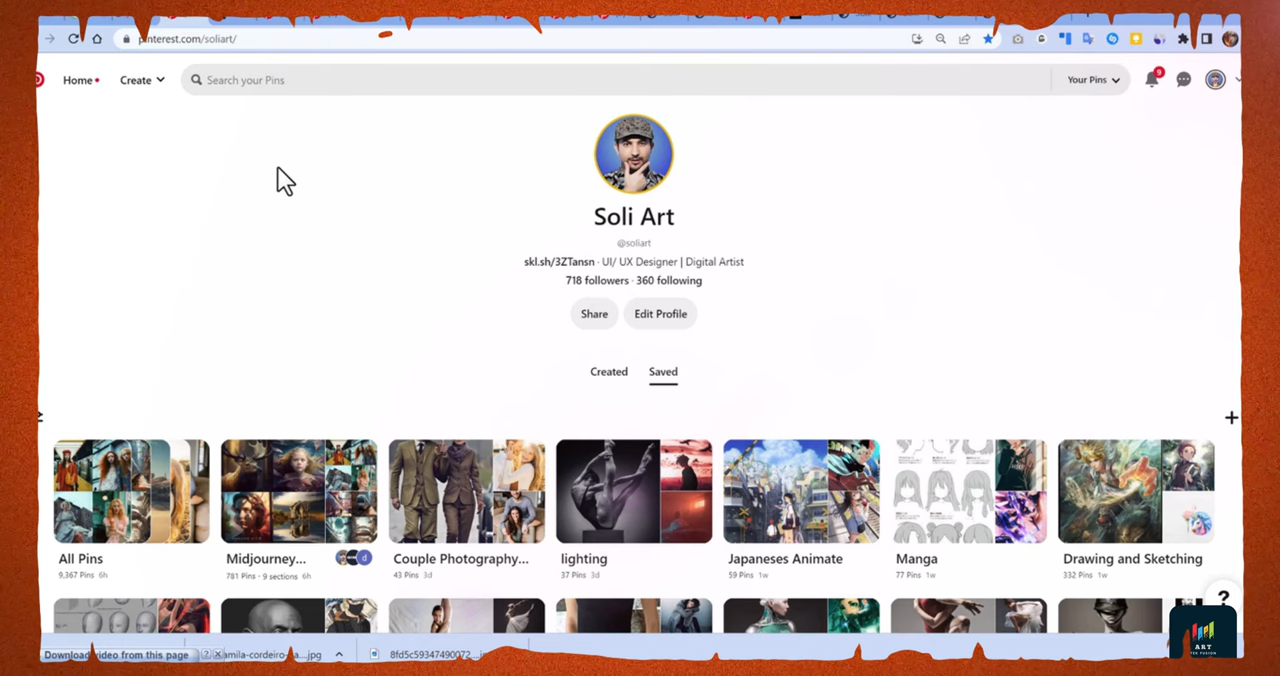 pinterest.com/soliart/
Home
Create
Search your Pins
Your Pins
9
Soli Art
@soliart
skl.sh/3ZTansn · UI/ UX Designer | Digital Artist
718 followers · 360 following
Share
Edit Profile
Created
Saved
All Pins
9,367 Pins 6h
Midjourney...
d
781 Pins · 9 sections 6h
Couple Photography...
43 Pins 3d
lighting
37 Pins 3d
Japaneses Animate
59 Pins 1w
Manga
77 Pins 1w
Drawing and Sketching
332 Pins 1w
?
Download video from this page
? X
8fd5c59347490072...
ART